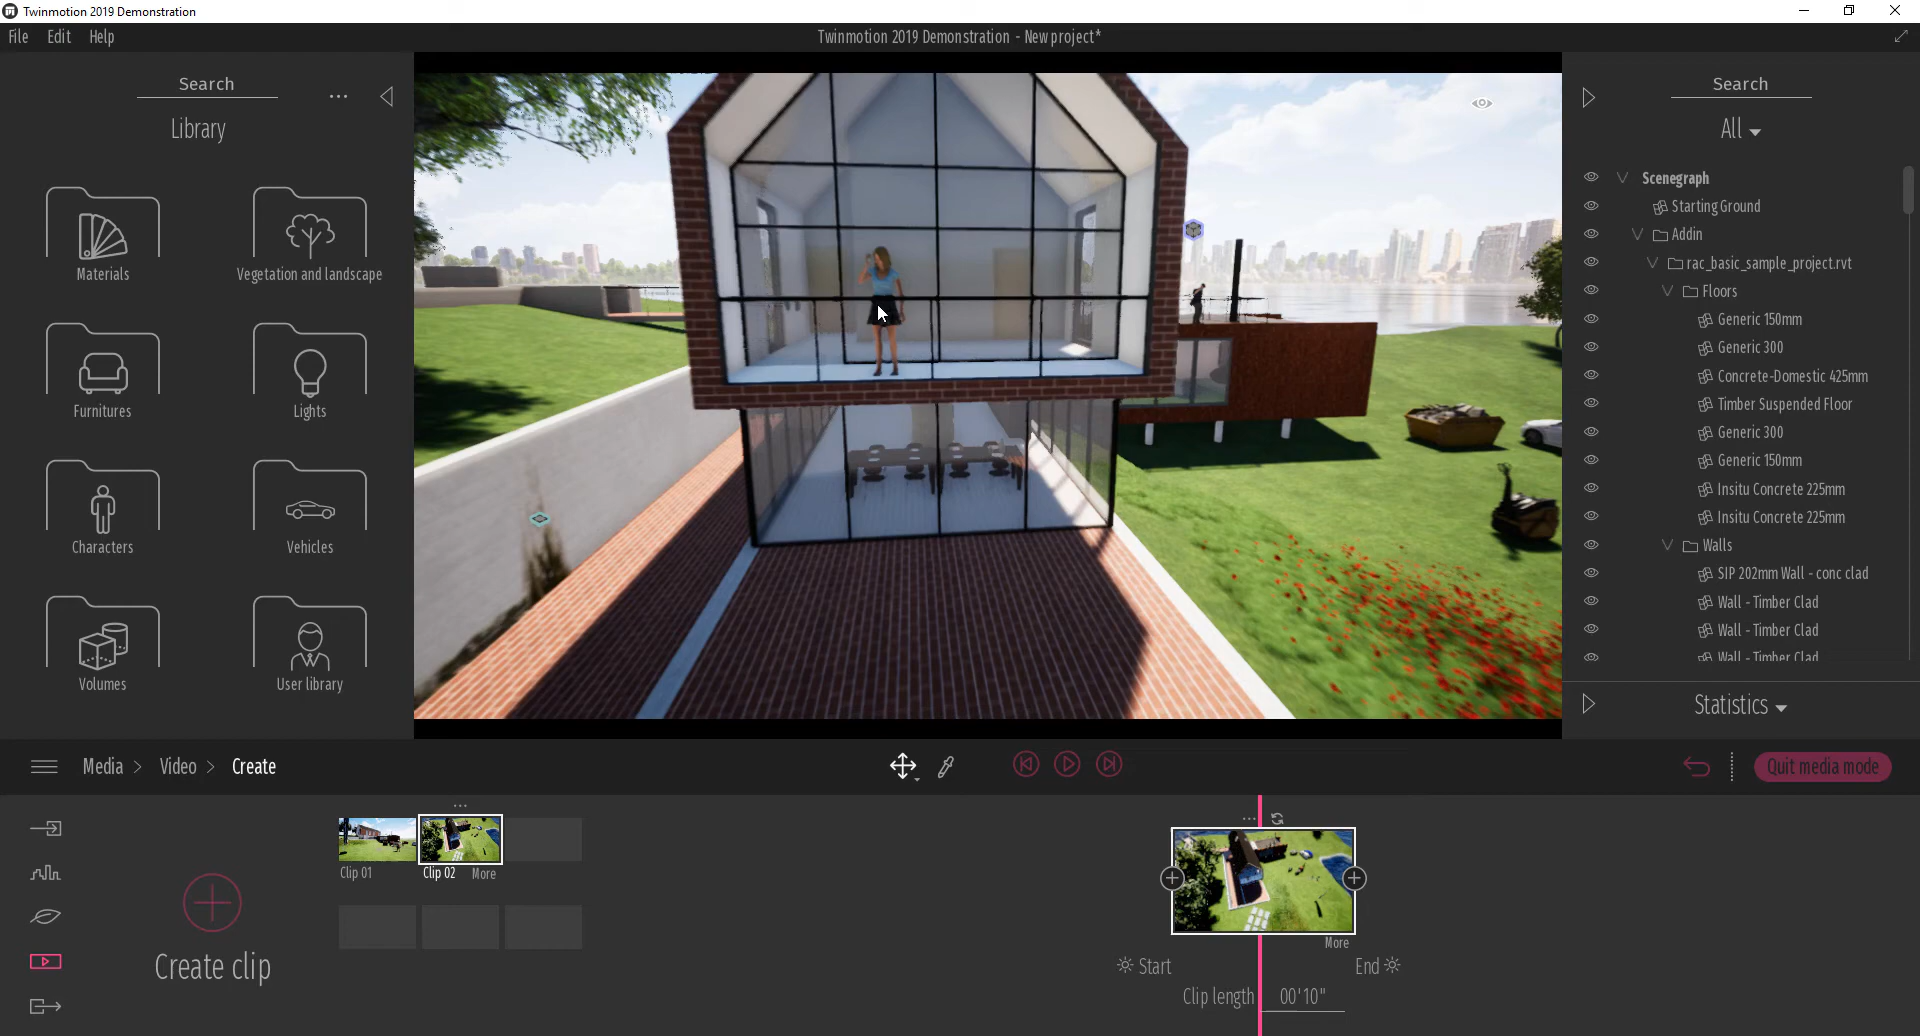 Twinmotion 2019 Demonstration
File Edit Help
Twinmotion 2019 Demonstration - New project*
Search
Library
Materials
Vegetation and landscape
Furnitures
Lights
Characters
Vehicles
Volumes
User library
Search
All
Scenegraph
Starting Ground
Addin
rac_basic_sample_project.rvt
Floors
Generic 150mm
Generic 300
Concrete-Domestic 425mm
Timber Suspended Floor
Generic 300
Generic 150mm
Insitu Concrete 225mm
Insitu Concrete 225mm
Walls
SIP 202mm Wall - conc clad
Wall - Timber Clad
Wall - Timber Clad
Wall - Timber Clad
Statistics
Media > Video > Create
Quit media mode
Create clip
Clip 01
Clip 02 More
More
Start
End
Clip length 00'10"